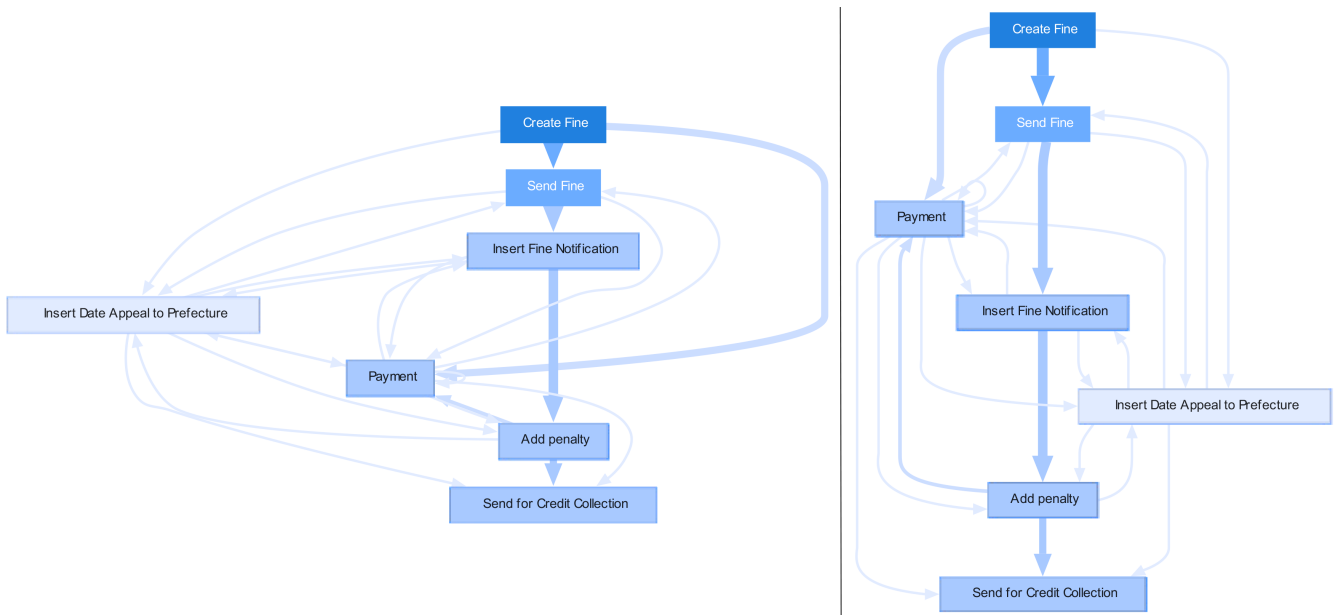 Create Fine
Send Fine
Insert Fine Notification
Insert Date Appeal to Prefecture
Payment
Add penalty
Send for Credit Collection
Create Fine
Send Fine
Payment
Insert Fine Notification
Insert Date Appeal to Prefecture
Add penalty
Send for Credit Collection